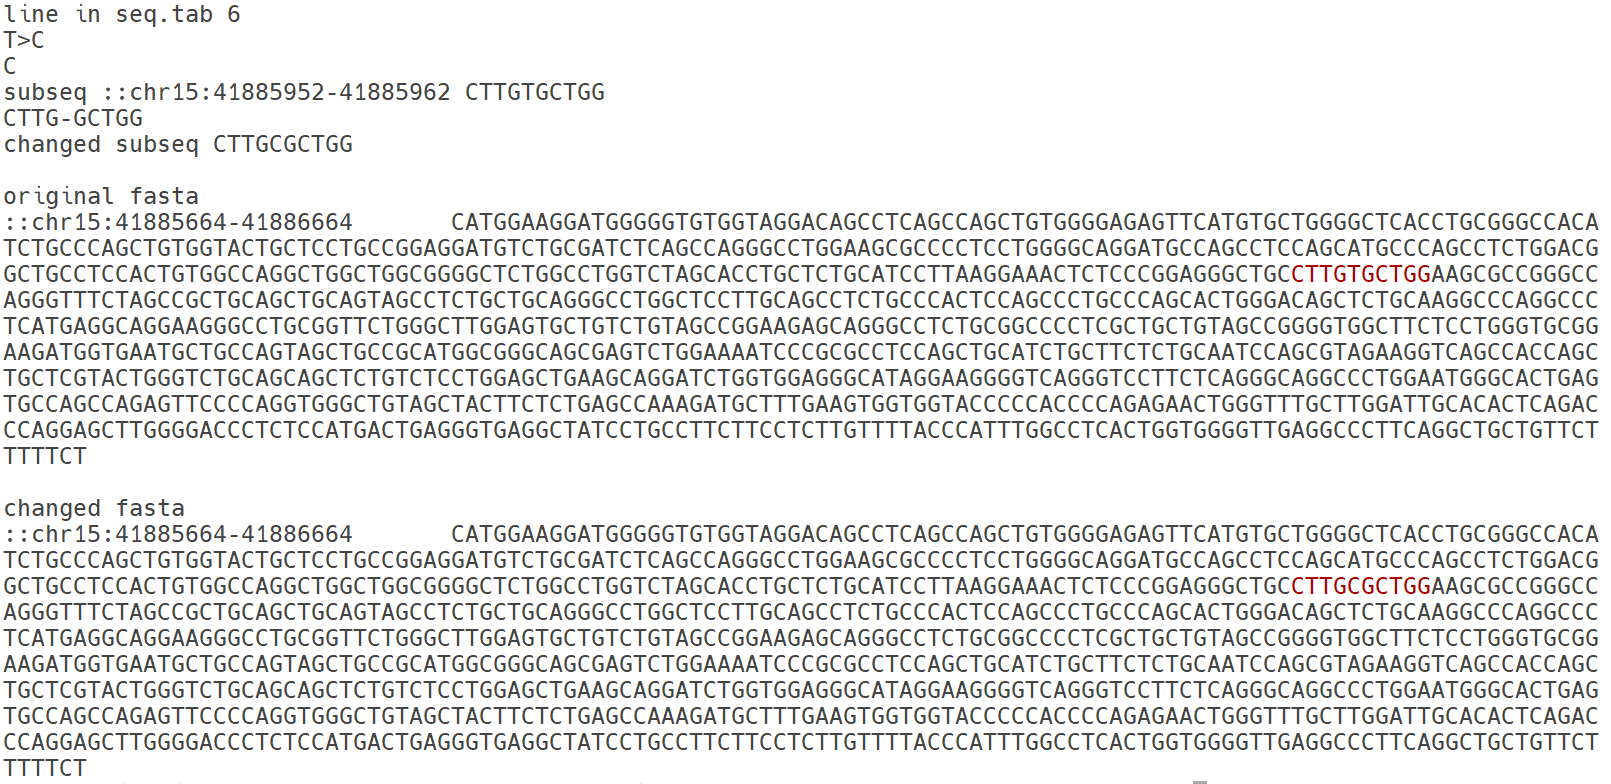 line in seq.tab 6
T>C
C
subseq ::chr15:41885952-41885962 CTTGTGCTGG
CTTG-GCTGG
changed subseq CTTGCGCTGG
original fasta
::chr15:41885664-41886664       CATGGAAGGATGGGGGTGTGGTAGGACAGCCTCAGCCAGCTGTGGGGAGAGTTCATGTGCTGGGGCTCACCTGCGGGCCACA
TCTGCCCAGCTGTGGTACTGCTCCTGCCGGAGGATGTCTGCGATCTCAGCCAGGGCCTGGAAGCGCCCCTCCTGGGGCAGGATGCCAGCCTCCAGCATGCCCAGCCTCTGGACG
GCTGCCTCCACTGTGGCCAGGCTGGCTGGCGGGGCTCTGGCCTGGTCTAGCACCTGCTCTGCATCCTTAAGGAAACTCTCCCGGAGGGCTGCCTTGTGCTGGAAGCGCCGGGCC
AGGGTTTCTAGCCGCTGCAGCTGCAGTAGCCTCTGCTGCAGGGCCTGGCTCCTTGCAGCCTCTGCCCACTCCAGCCCTGCCCAGCACTGGGACAGCTCTGCAAGGCCCAGGCCC
TCATGAGGCAGGAAGGGCCTGCGGTTCTGGGCTTGGAGTGCTGTCTGTAGCCGGAAGAGCAGGGCCTCTGCGGCCCCTCGCTGCTGTAGCCGGGGTGGCTTCTCCTGGGTGCGG
AAGATGGTGAATGCTGCCAGTAGCTGCCGCATGGCGGGCAGCGAGTCTGGAAAATCCCGCGCCTCCAGCTGCATCTGCTTCTCTGCAATCCAGCGTAGAAGGTCAGCCACCAGC
TGCTCGTACTGGGTCTGCAGCAGCTCTGTCTCCTGGAGCTGAAGCAGGATCTGGTGGAGGGCATAGGAAGGGGTCAGGGTCCTTCTCAGGGCAGGCCCTGGAATGGGCACTGAG
TGCCAGCCAGAGTTCCCCAGGTGGGCTGTAGCTACTTCTCTGAGCCAAAGATGCTTTGAAGTGGTGGTACCCCCACCCCAGAGAACTGGGTTTGCTTGGATTGCACACTCAGAC
CCAGGAGCTTGGGGACCCTCTCCATGACTGAGGGTGAGGCTATCCTGCCTTCTTCCTCTTGTTTTACCCATTTGGCCTCACTGGTGGGGTTGAGGCCCTTCAGGCTGCTGTTCT
TTTTCT
changed fasta
::chr15:41885664-41886664       CATGGAAGGATGGGGGTGTGGTAGGACAGCCTCAGCCAGCTGTGGGGAGAGTTCATGTGCTGGGGCTCACCTGCGGGCCACA
TCTGCCCAGCTGTGGTACTGCTCCTGCCGGAGGATGTCTGCGATCTCAGCCAGGGCCTGGAAGCGCCCCTCCTGGGGCAGGATGCCAGCCTCCAGCATGCCCAGCCTCTGGACG
GCTGCCTCCACTGTGGCCAGGCTGGCTGGCGGGGCTCTGGCCTGGTCTAGCACCTGCTCTGCATCCTTAAGGAAACTCTCCCGGAGGGCTGCCTTGCGCTGGAAGCGCCGGGCC
AGGGTTTCTAGCCGCTGCAGCTGCAGTAGCCTCTGCTGCAGGGCCTGGCTCCTTGCAGCCTCTGCCCACTCCAGCCCTGCCCAGCACTGGGACAGCTCTGCAAGGCCCAGGCCC
TCATGAGGCAGGAAGGGCCTGCGGTTCTGGGCTTGGAGTGCTGTCTGTAGCCGGAAGAGCAGGGCCTCTGCGGCCCCTCGCTGCTGTAGCCGGGGTGGCTTCTCCTGGGTGCGG
AAGATGGTGAATGCTGCCAGTAGCTGCCGCATGGCGGGCAGCGAGTCTGGAAAATCCCGCGCCTCCAGCTGCATCTGCTTCTCTGCAATCCAGCGTAGAAGGTCAGCCACCAGC
TGCTCGTACTGGGTCTGCAGCAGCTCTGTCTCCTGGAGCTGAAGCAGGATCTGGTGGAGGGCATAGGAAGGGGTCAGGGTCCTTCTCAGGGCAGGCCCTGGAATGGGCACTGAG
TGCCAGCCAGAGTTCCCCAGGTGGGCTGTAGCTACTTCTCTGAGCCAAAGATGCTTTGAAGTGGTGGTACCCCCACCCCAGAGAACTGGGTTTGCTTGGATTGCACACTCAGAC
CCAGGAGCTTGGGGACCCTCTCCATGACTGAGGGTGAGGCTATCCTGCCTTCTTCCTCTTGTTTTACCCATTTGGCCTCACTGGTGGGGTTGAGGCCCTTCAGGCTGCTGTTCT
TTTTCT